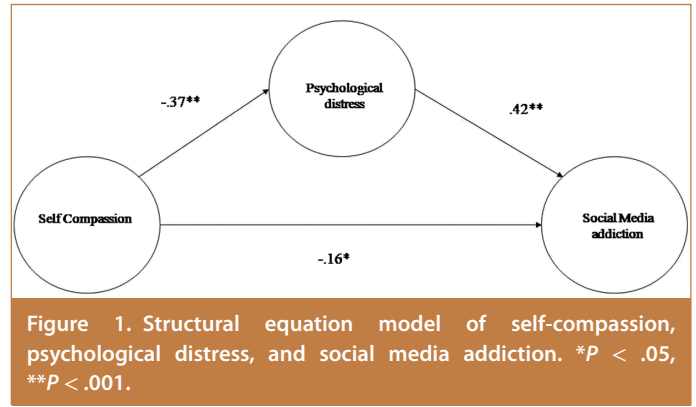 Psychological
distress
-.37**
.42**
Self Compassion
Social Media
addiction
-.16*
Figure 1. Structural equation model of self-compassion,
psychological distress, and social media addiction. *P < .05,
**P < .001.